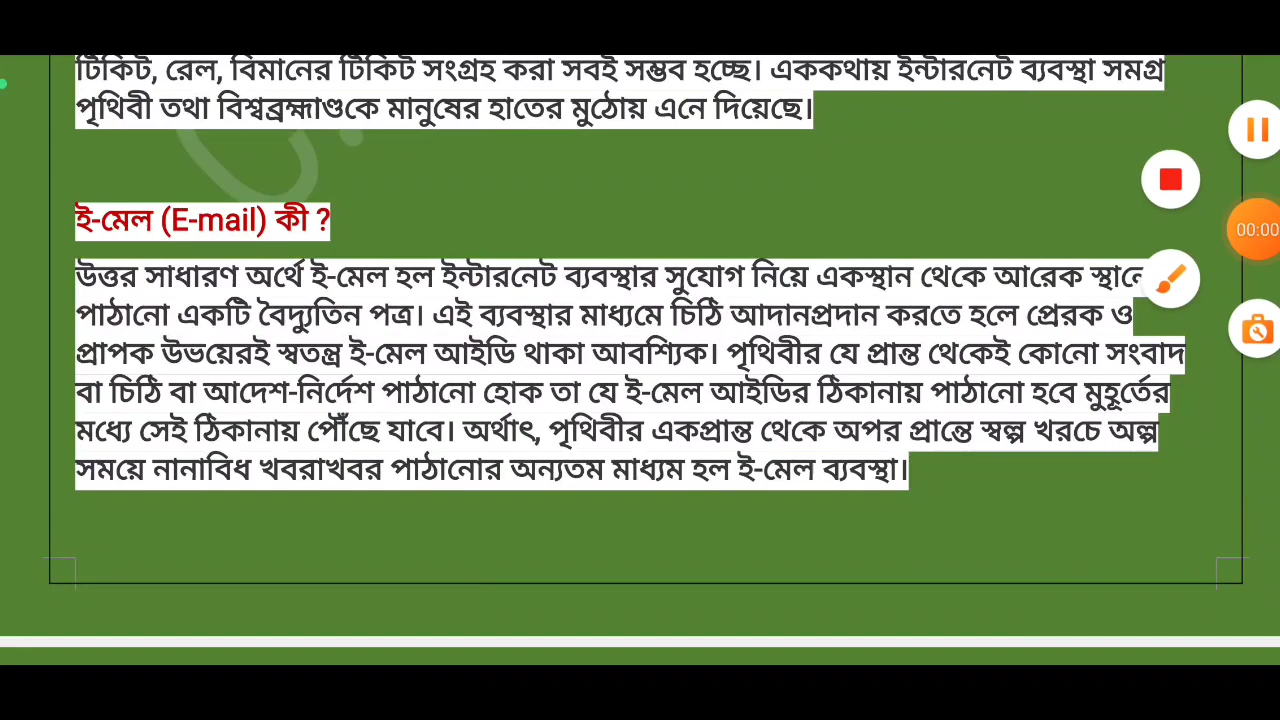 টিকিট, রেল, বিমানের টিকিট সংগ্রহ করা সবই সম্ভব হচ্ছে। এককথায় ইন্টারনেট ব্যবস্থা সমগ্র
পৃথিবী তথা বিশ্বব্রহ্মাণ্ডকে মানুষের হাতের মুঠোয় এনে দিয়েছে।
ই-মেল (E-mail) কী ?
উত্তর সাধারণ অর্থে ই-মেল হল ইন্টারনেট ব্যবস্থার সুযোগ নিয়ে একস্থান থেকে আরেক স্থানে
পাঠানো একটি বৈদ্যুতিন পত্র। এই ব্যবস্থার মাধ্যমে চিঠি আদানপ্রদান করতে হলে প্রেরক ও
প্রাপক উভয়েরই স্বতন্ত্র ই-মেল আইডি থাকা আবশ্যিক। পৃথিবীর যে প্রান্ত থেকেই কোনো সংবাদ
বা চিঠি বা আদেশ-নির্দেশ পাঠানো হোক তা যে ই-মেল আইডির ঠিকানায় পাঠানো হবে মুহূর্তের
মধ্যে সেই ঠিকানায় পৌঁছে যাবে। অর্থাৎ, পৃথিবীর একপ্রান্ত থেকে অপর প্রান্তে স্বল্প খরচে অল্প
সময়ে নানাবিধ খবরাখবর পাঠানোর অন্যতম মাধ্যম হল ই-মেল ব্যবস্থা।
00:00